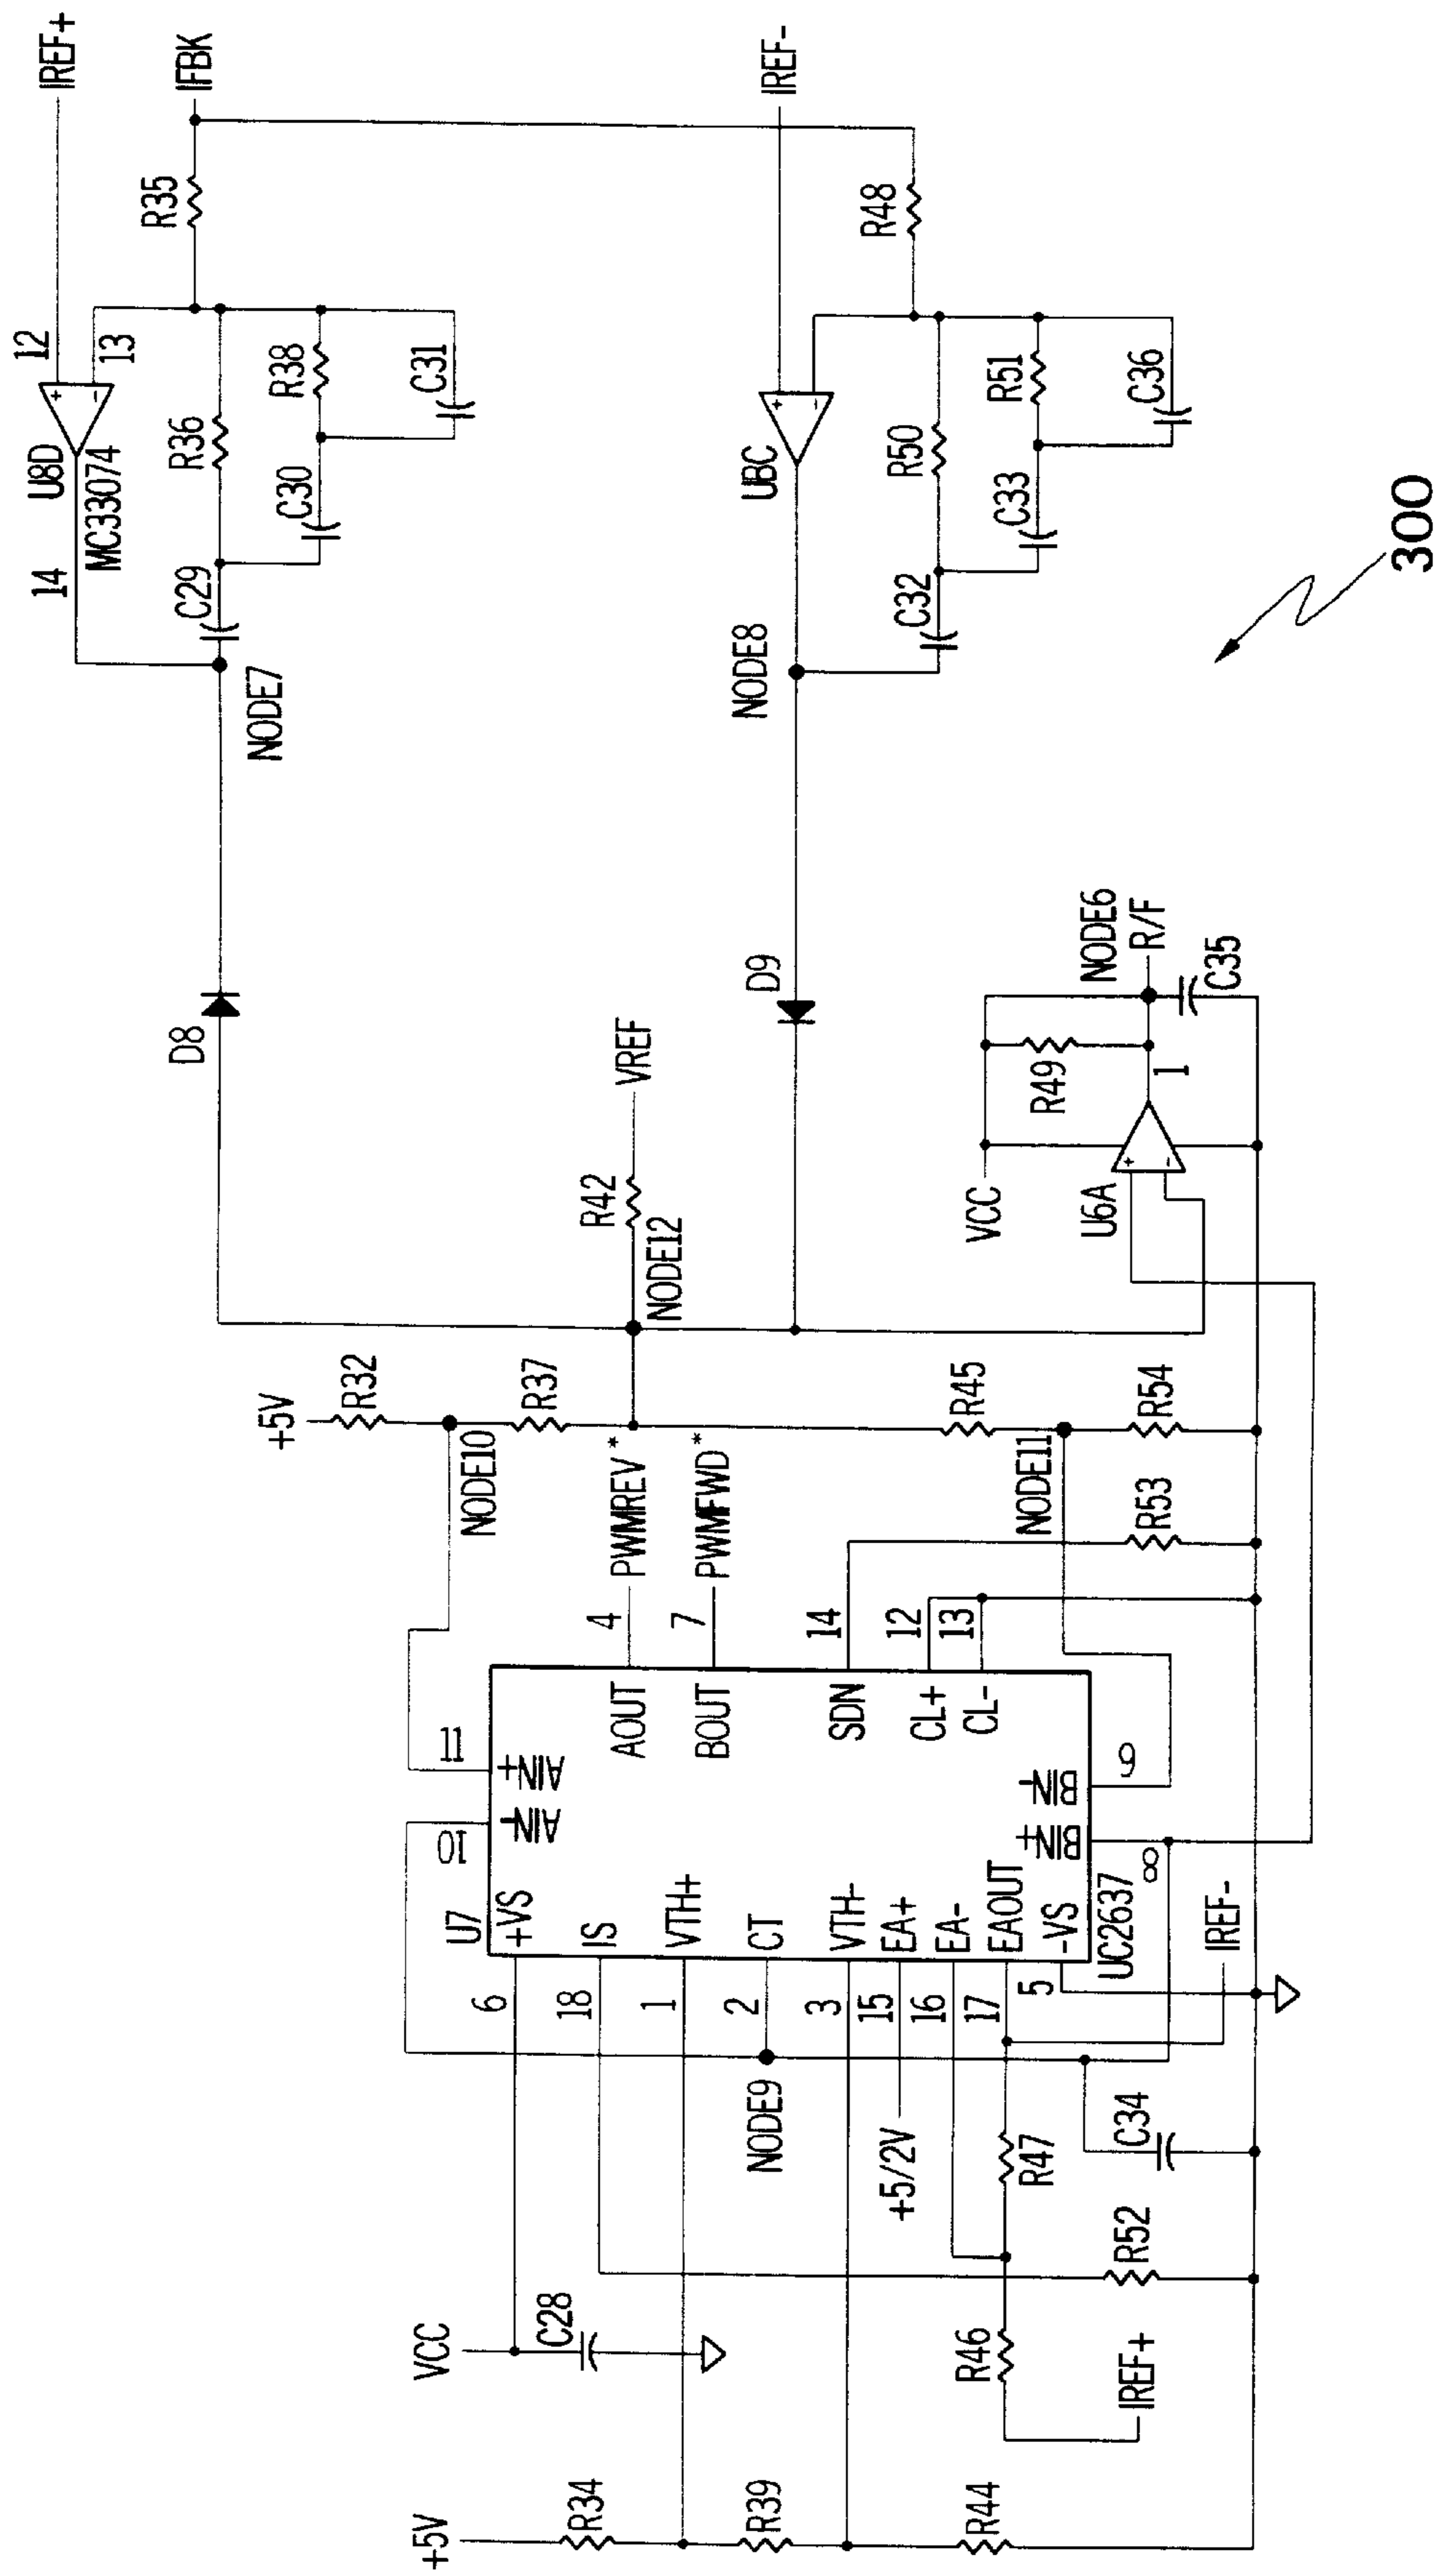 +5V
R34
R39
R44
VCC
C28
R46
IREF+
R52
R47
C34
+5/2V
NODE9
IREF-
6
18
1
2
3
15
16
17
5
U7
+VS
IS
VTH+
CT
VTH-
EA+
EA-
EAOUT
-VS
UC2637
10
AIN-
11
AIN+
BIN+
8
BIN-
9
AOUT
BOUT
SDN
CL+
CL-
4
7
14
12
13
PWMREV*
PWMFWD*
R53
+5V
R32
NODE10
R37
R45
NODE11
R54
R42
VREF
NODE12
VCC
U6A
+
-
R49
1
NODE6
R/F
C35
D8
D9
NODE7
NODE8
14
U8D
MC33074
+
-
12
13
IREF+
IFBK
R35
C29
R36
C30
R38
C31
U8C
+
-
IREF-
R48
C32
R50
C33
R51
C36
300